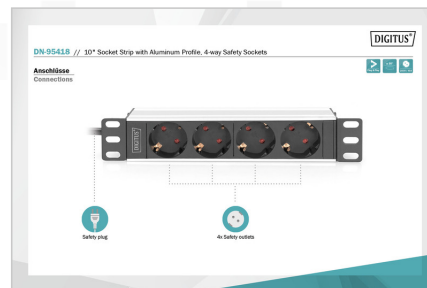 DIGITUS®
DN-95418 // 10" Socket Strip with Aluminum Profile, 4-way Safety Sockets
Anschlüsse
Connections
DIGITUS
Safety plug
4x Safety outlets